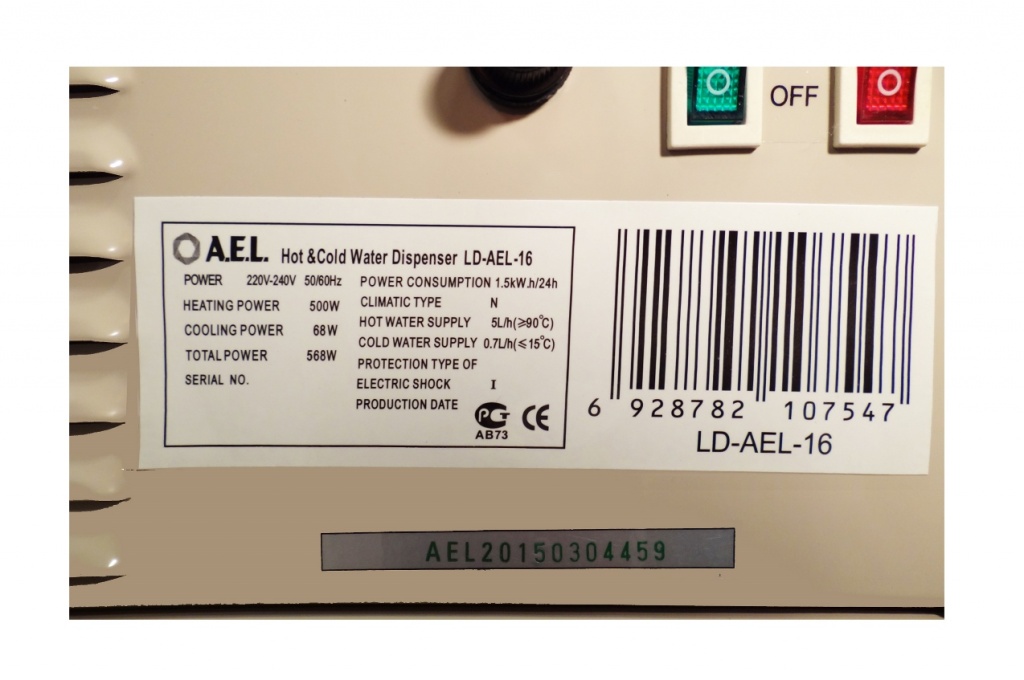 O OFF O
A.E.L. Hot &Cold Water Dispenser LD-AEL-16
POWER 220V-240V 50/60Hz
HEATING POWER 500W
COOLING POWER 68W
TOTAL POWER 568W
SERIAL NO.
POWER CONSUMPTION 1.5kW.h/24h
CLIMATIC TYPE N
HOT WATER SUPPLY 5L/h(≥90℃)
COLD WATER SUPPLY 0.7L/h(≤15℃)
PROTECTION TYPE OF
ELECTRIC SHOCK I
PRODUCTION DATE
РСТ CE
AB73
6 928782 107547
LD-AEL-16
AEL20150304459